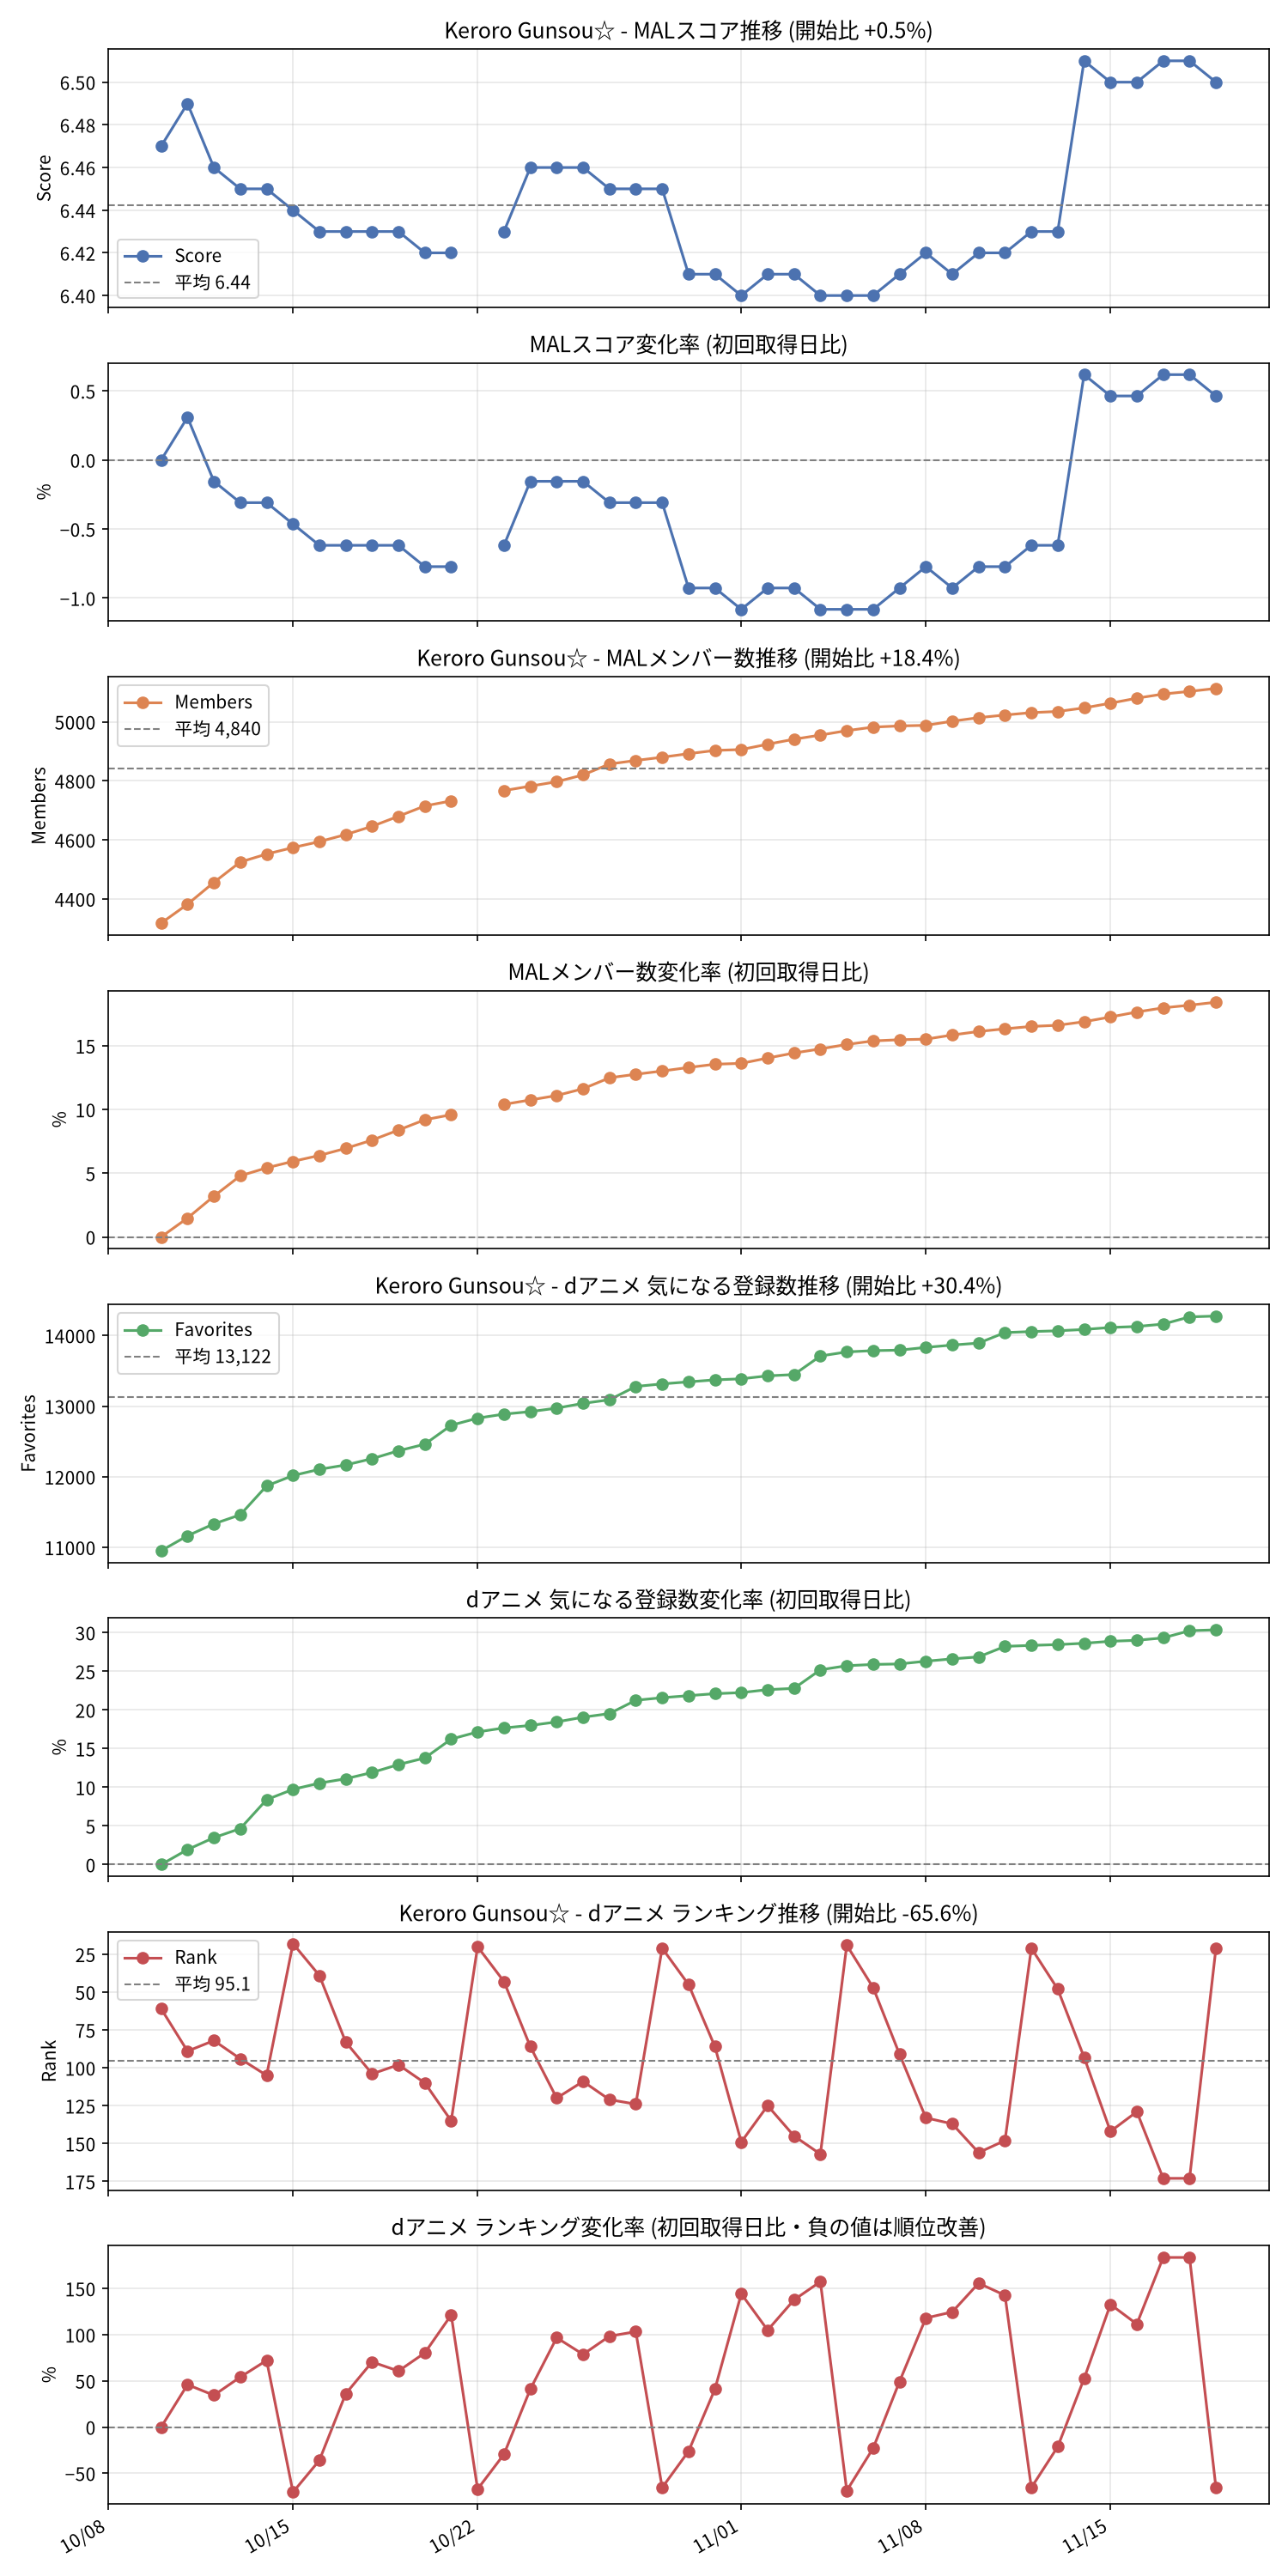 Keroro Gunsou☆ - MALスコア推移 (開始比 +0.5%)
6.50
6.48
6.46
6.44
6.42
6.40
Score
Score
平均 6.44
MALスコア変化率 (初回取得日比)
0.5
0.0
−0.5
−1.0
%
Keroro Gunsou☆ - MALメンバー数推移 (開始比 +18.4%)
5000
4800
4600
4400
Members
Members
平均 4,840
MALメンバー数変化率 (初回取得日比)
15
10
5
0
%
Keroro Gunsou☆ - dアニメ 気になる登録数推移 (開始比 +30.4%)
14000
13000
12000
11000
Favorites
Favorites
平均 13,122
dアニメ 気になる登録数変化率 (初回取得日比)
30
25
20
15
10
5
0
%
Keroro Gunsou☆ - dアニメ ランキング推移 (開始比 -65.6%)
25
50
75
100
125
150
175
Rank
Rank
平均 95.1
dアニメ ランキング変化率 (初回取得日比・負の値は順位改善)
150
100
50
0
−50
%
10/08
10/15
10/22
11/01
11/08
11/15